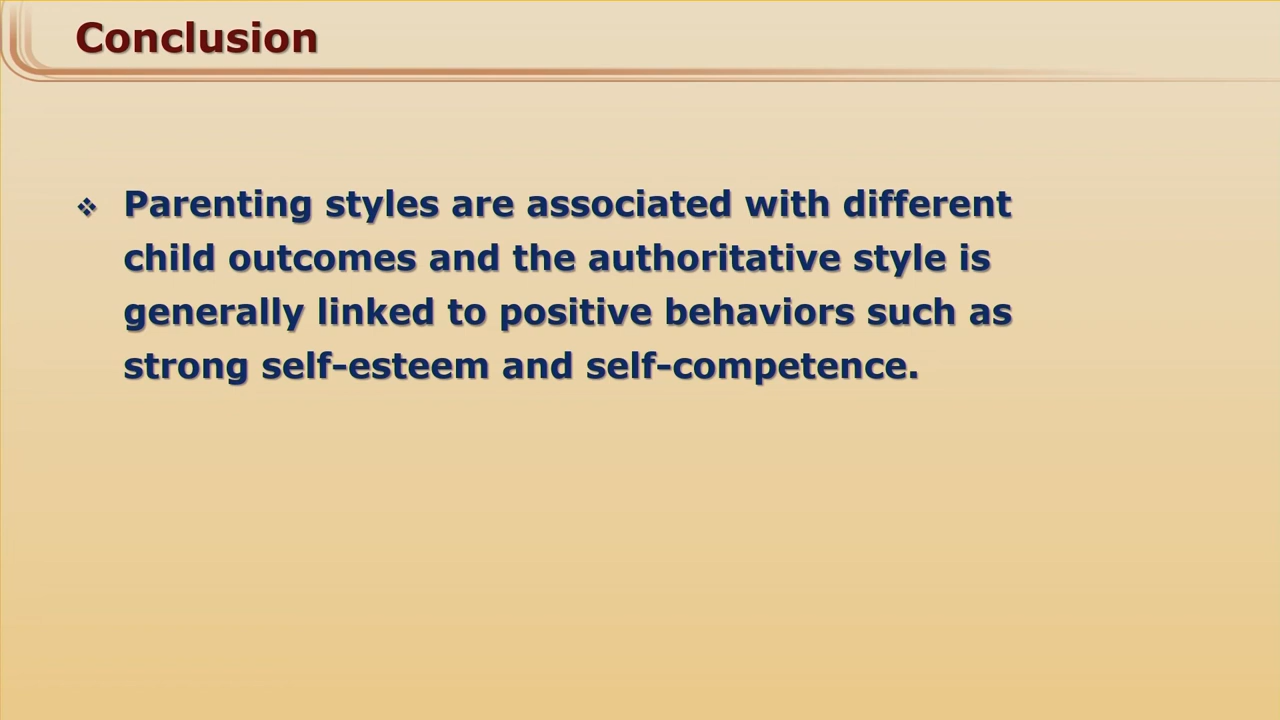 Conclusion
❖ Parenting styles are associated with different
child outcomes and the authoritative style is
generally linked to positive behaviors such as
strong self-esteem and self-competence.